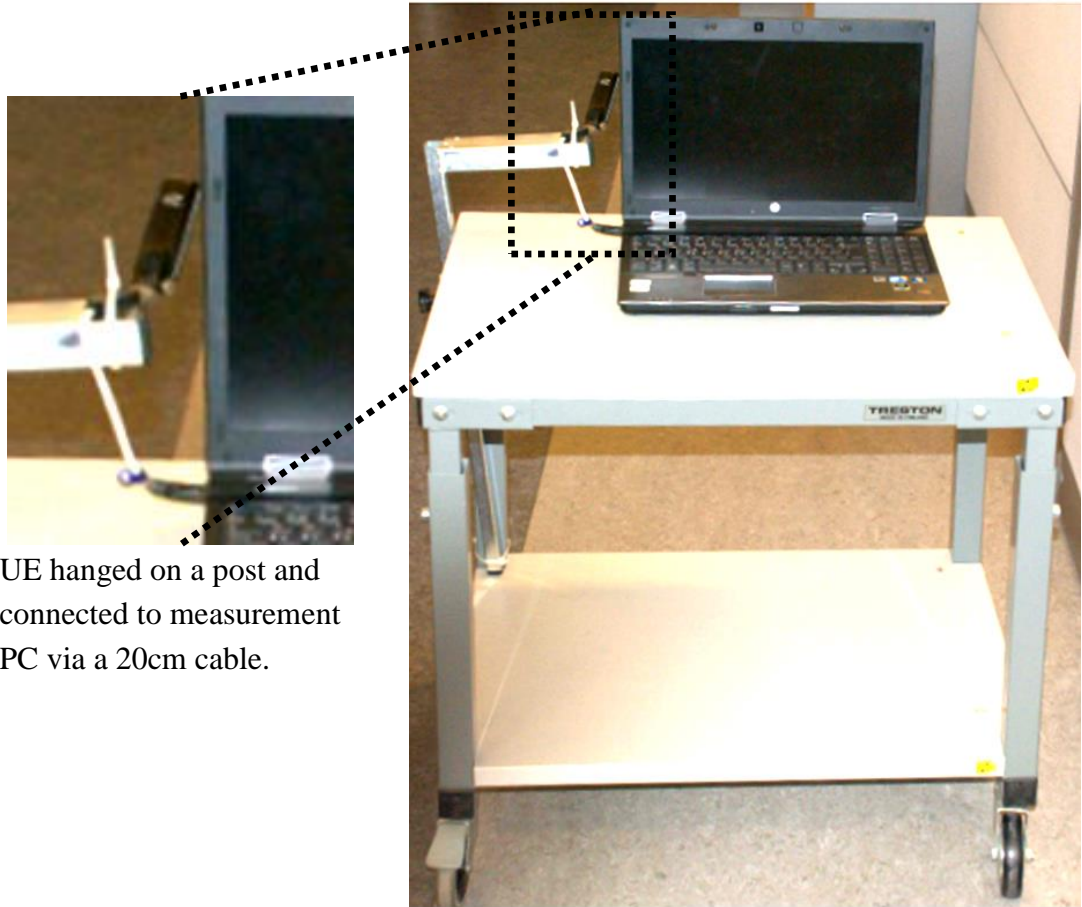 UE hanged on a post and
connected to measurement
PC via a 20cm cable.
TRESTON